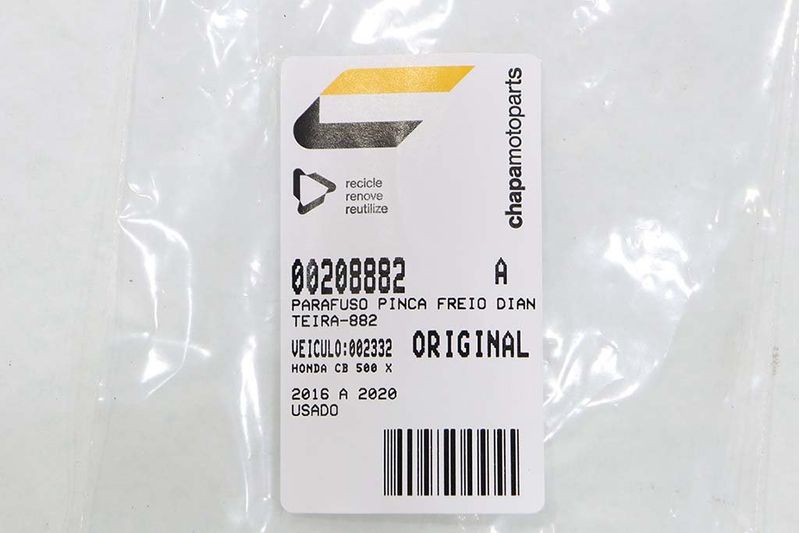 chapamotoparts
recicle
renove
reutilize
00208882 A
PARAFUSO PINCA FREIO DIAN
TEIRA-882
VEICULO:002332 ORIGINAL
HONDA CB 500 X
2016 A 2020
USADO